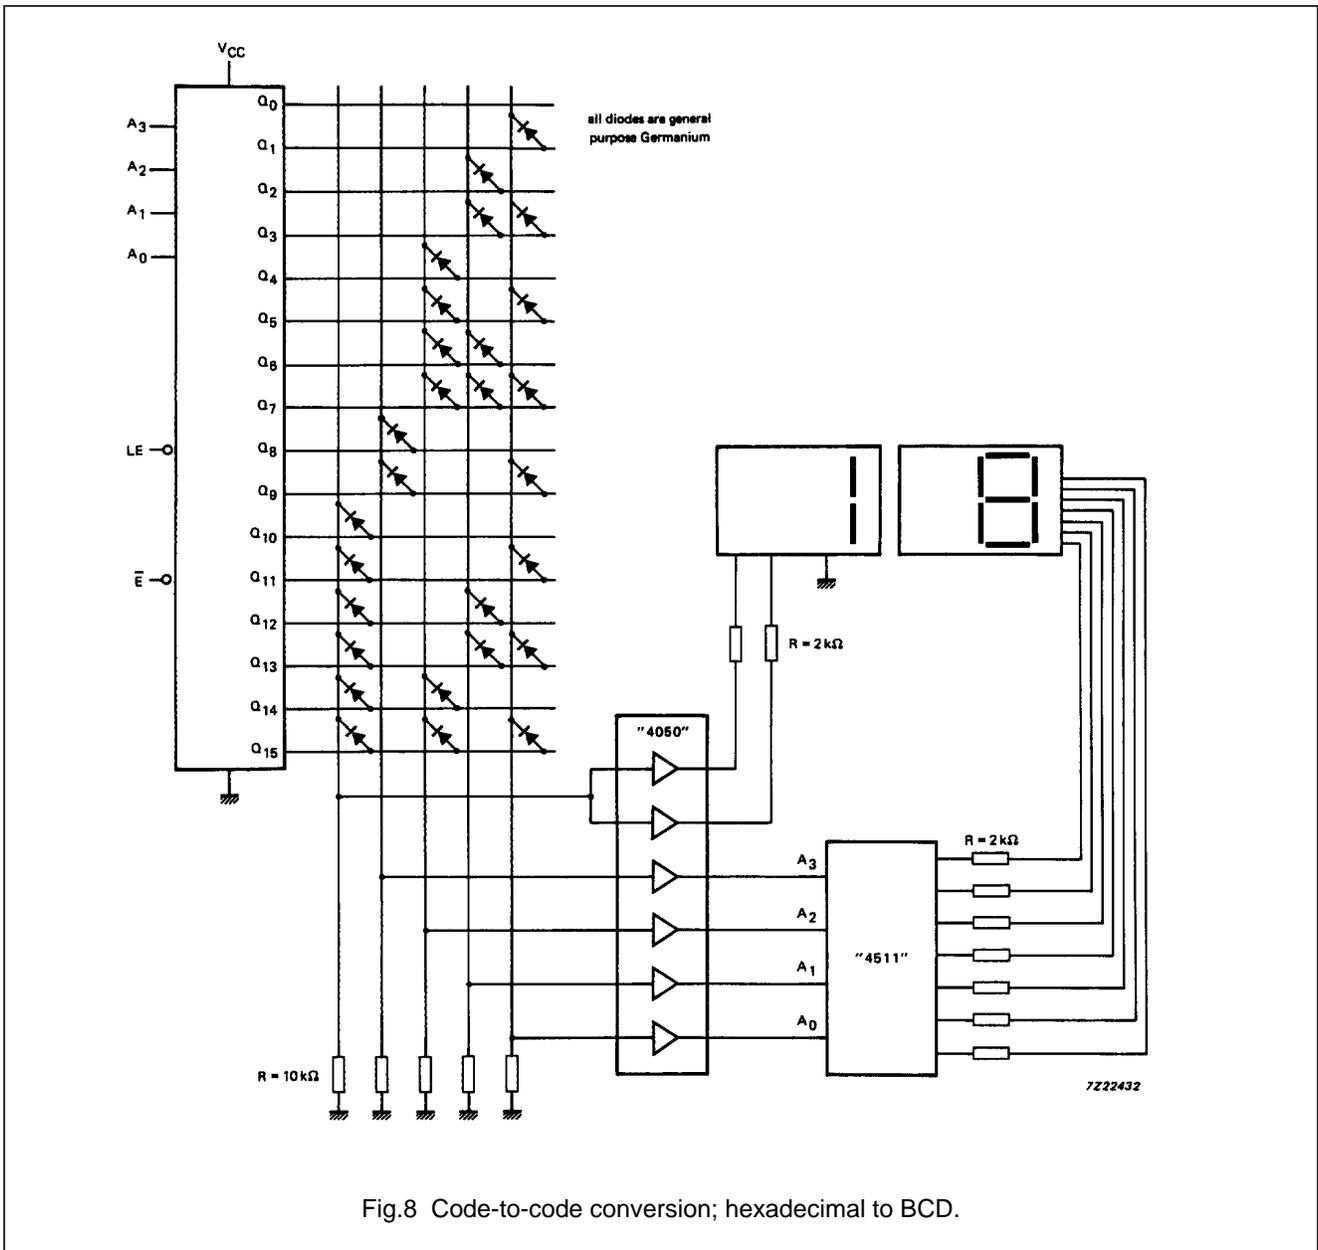 VCC
A3
A2
A1
A0
LE
E̅
Q0
Q1
Q2
Q3
Q4
Q5
Q6
Q7
Q8
Q9
Q10
Q11
Q12
Q13
Q14
Q15
all diodes are general
purpose Germanium
R = 2 kΩ
"4050"
R = 2 kΩ
A3
A2
A1
A0
"4511"
R = 10 kΩ
7Z22432
Fig.8 Code-to-code conversion; hexadecimal to BCD.